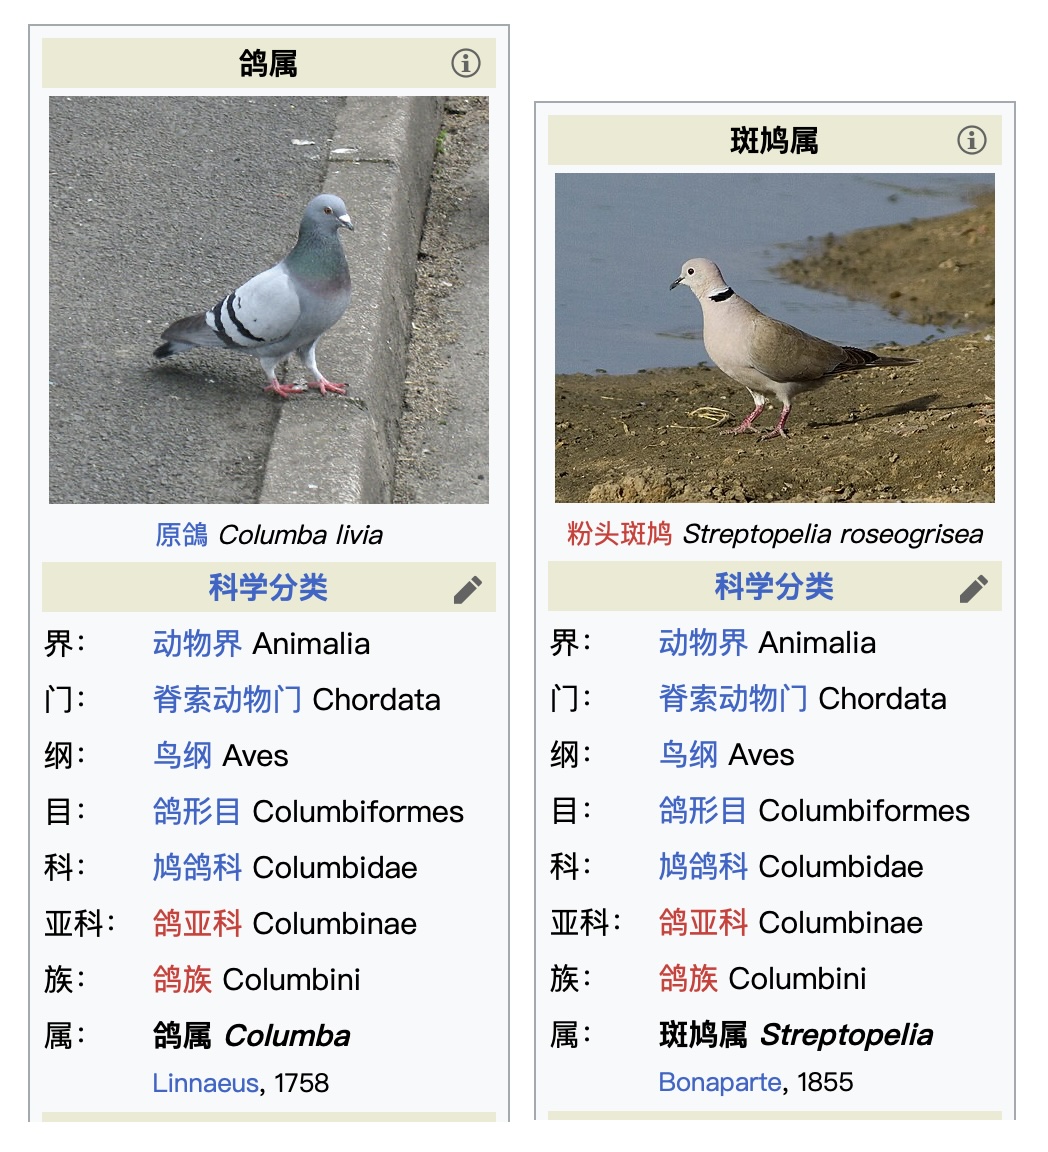 鸽属
原鴿 Columba livia
科学分类
界： 动物界 Animalia
门： 脊索动物门 Chordata
纲： 鸟纲 Aves
目： 鸽形目 Columbiformes
科： 鸠鸽科 Columbidae
亚科： 鸽亚科 Columbinae
族： 鸽族 Columbini
属： 鸽属 Columba
Linnaeus, 1758
斑鸠属
粉头斑鸠 Streptopelia roseogrisea
科学分类
界： 动物界 Animalia
门： 脊索动物门 Chordata
纲： 鸟纲 Aves
目： 鸽形目 Columbiformes
科： 鸠鸽科 Columbidae
亚科： 鸽亚科 Columbinae
族： 鸽族 Columbini
属： 斑鸠属 Streptopelia
Bonaparte, 1855